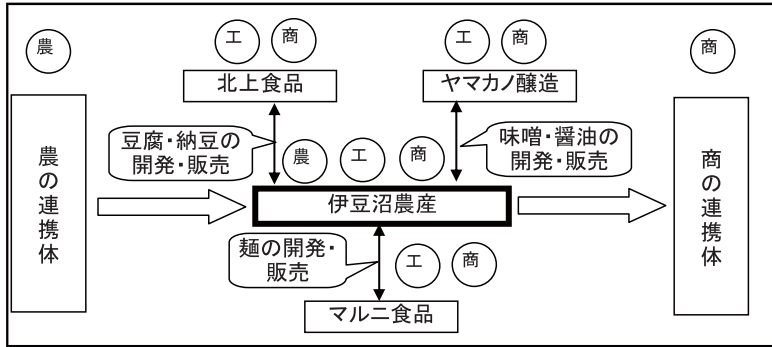 農
工
商
工
商
商
北上食品
ヤマカノ醸造
農の連携体
豆腐・納豆の
開発・販売
農
工
商
味噌・醤油の
開発・販売
商の連携体
伊豆沼農産
麺の開発・
販売
工
商
マルニ食品